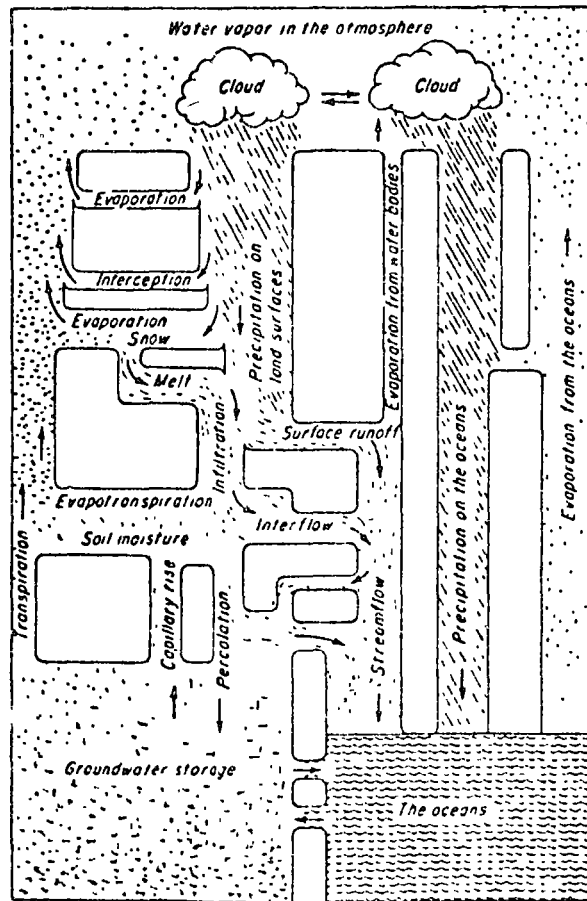 Water vapor in the atmosphere
Cloud
Cloud
Evaporation
Interception
Evaporation
Snow
Melt
Precipitation on
land surfaces
Evaporation from water bodies
Evaporation from the oceans
Surface runoff
Infiltration
Evapotranspiration
Interflow
Precipitation on the oceans
Soil moisture
Transpiration
Capillary rise
Percolation
Streamflow
Groundwater storage
The oceans